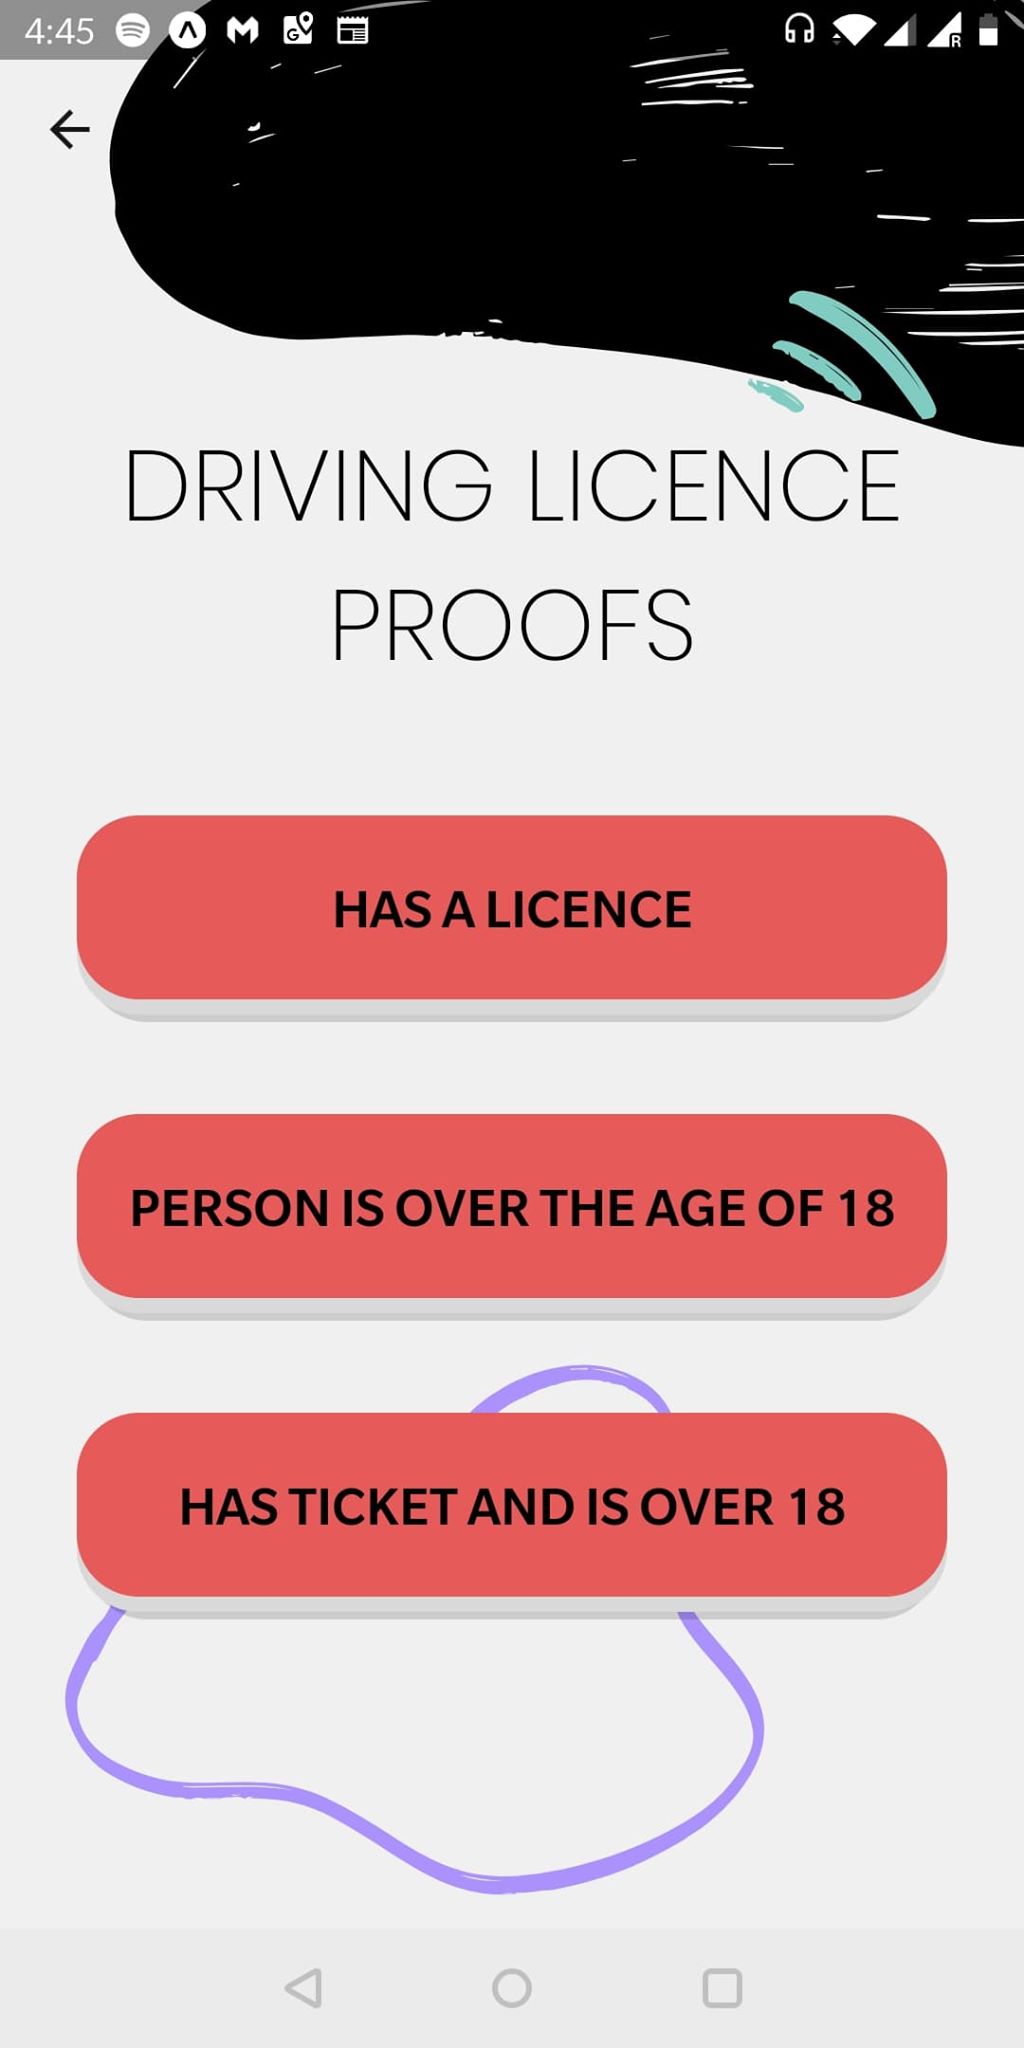 4:45
DRIVING LICENCE
PROOFS
HAS A LICENCE
PERSON IS OVER THE AGE OF 18
HAS TICKET AND IS OVER 18